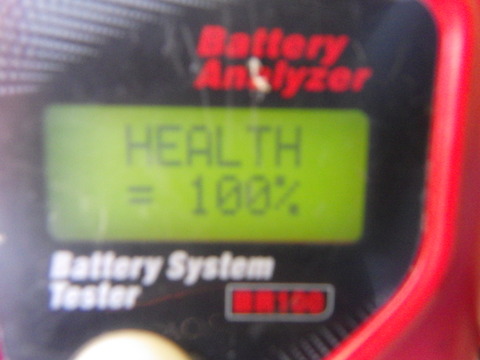 Battery
Analyzer
HEALTH
= 100%
Battery System
Tester